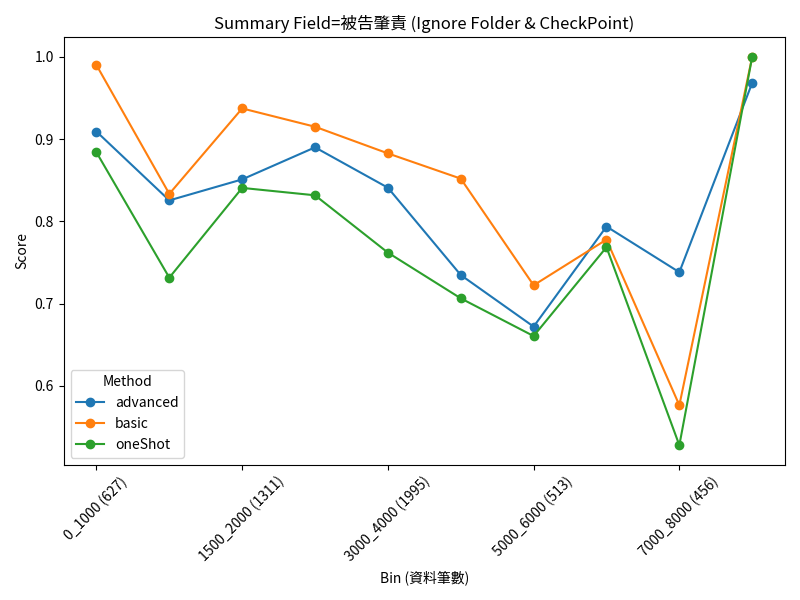 Summary Field=被告肇責 (Ignore Folder & CheckPoint)
1.0
0.9
0.8
0.7
0.6
Score
Method
advanced
basic
oneShot
0_1000 (627)
1500_2000 (1311)
3000_4000 (1995)
5000_6000 (513)
7000_8000 (456)
Bin (資料筆數)